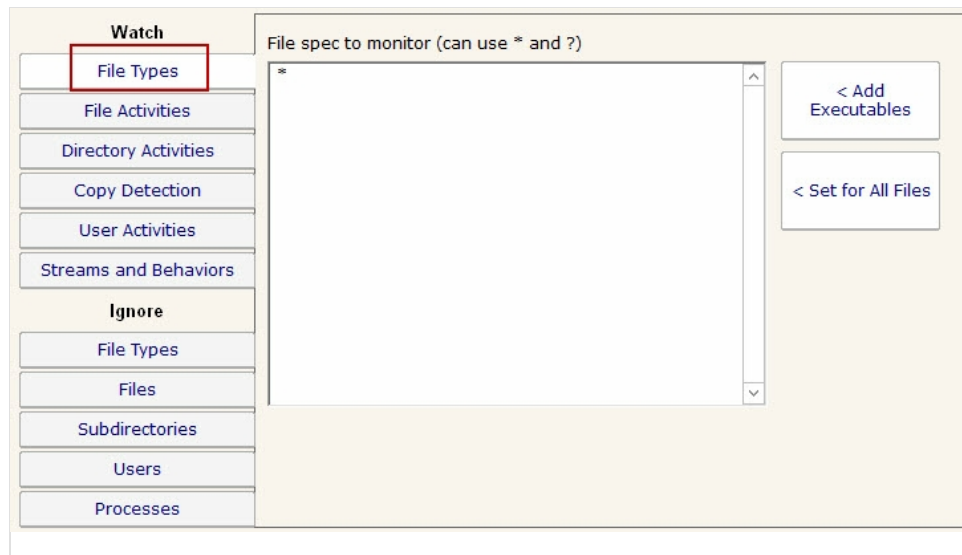 Watch
File Types
File Activities
Directory Activities
Copy Detection
User Activities
Streams and Behaviors
Ignore
File Types
Files
Subdirectories
Users
Processes
File spec to monitor (can use * and ?)
*
< Add
Executables
< Set for All Files